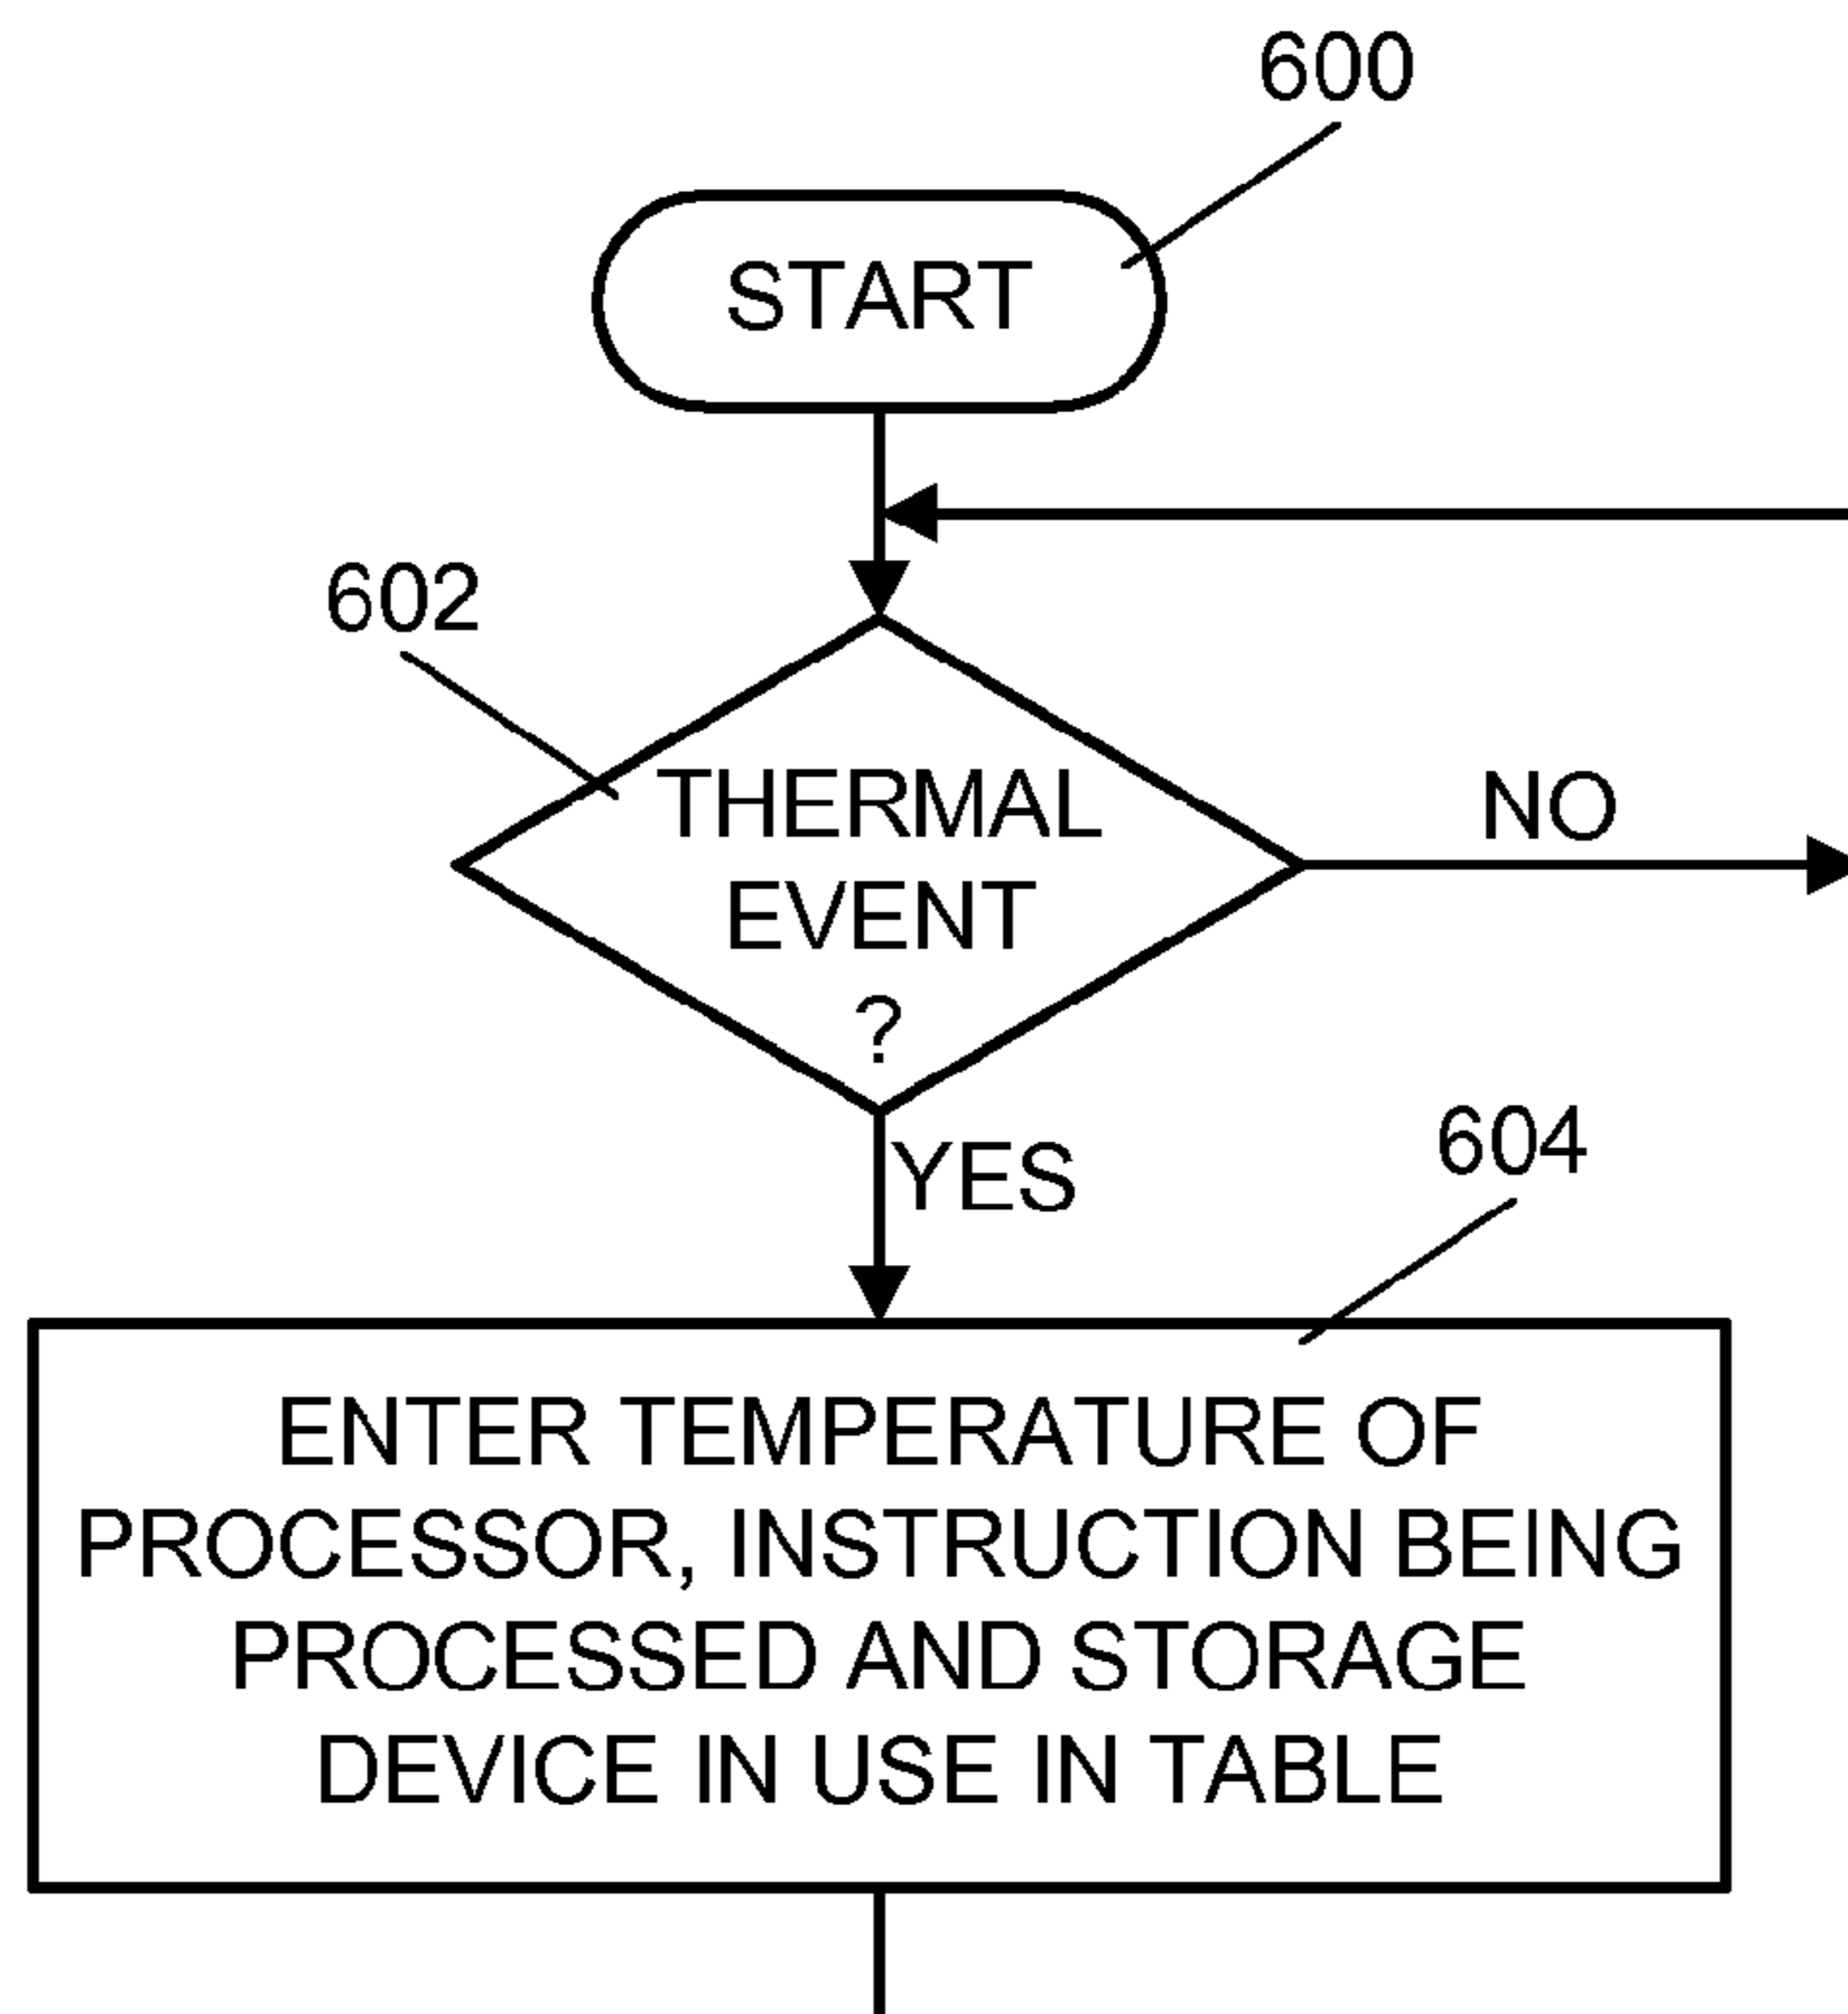 600
START
602
THERMAL
EVENT
?
NO
YES
604
ENTER TEMPERATURE OF
PROCESSOR, INSTRUCTION BEING
PROCESSED AND STORAGE
DEVICE IN USE IN TABLE